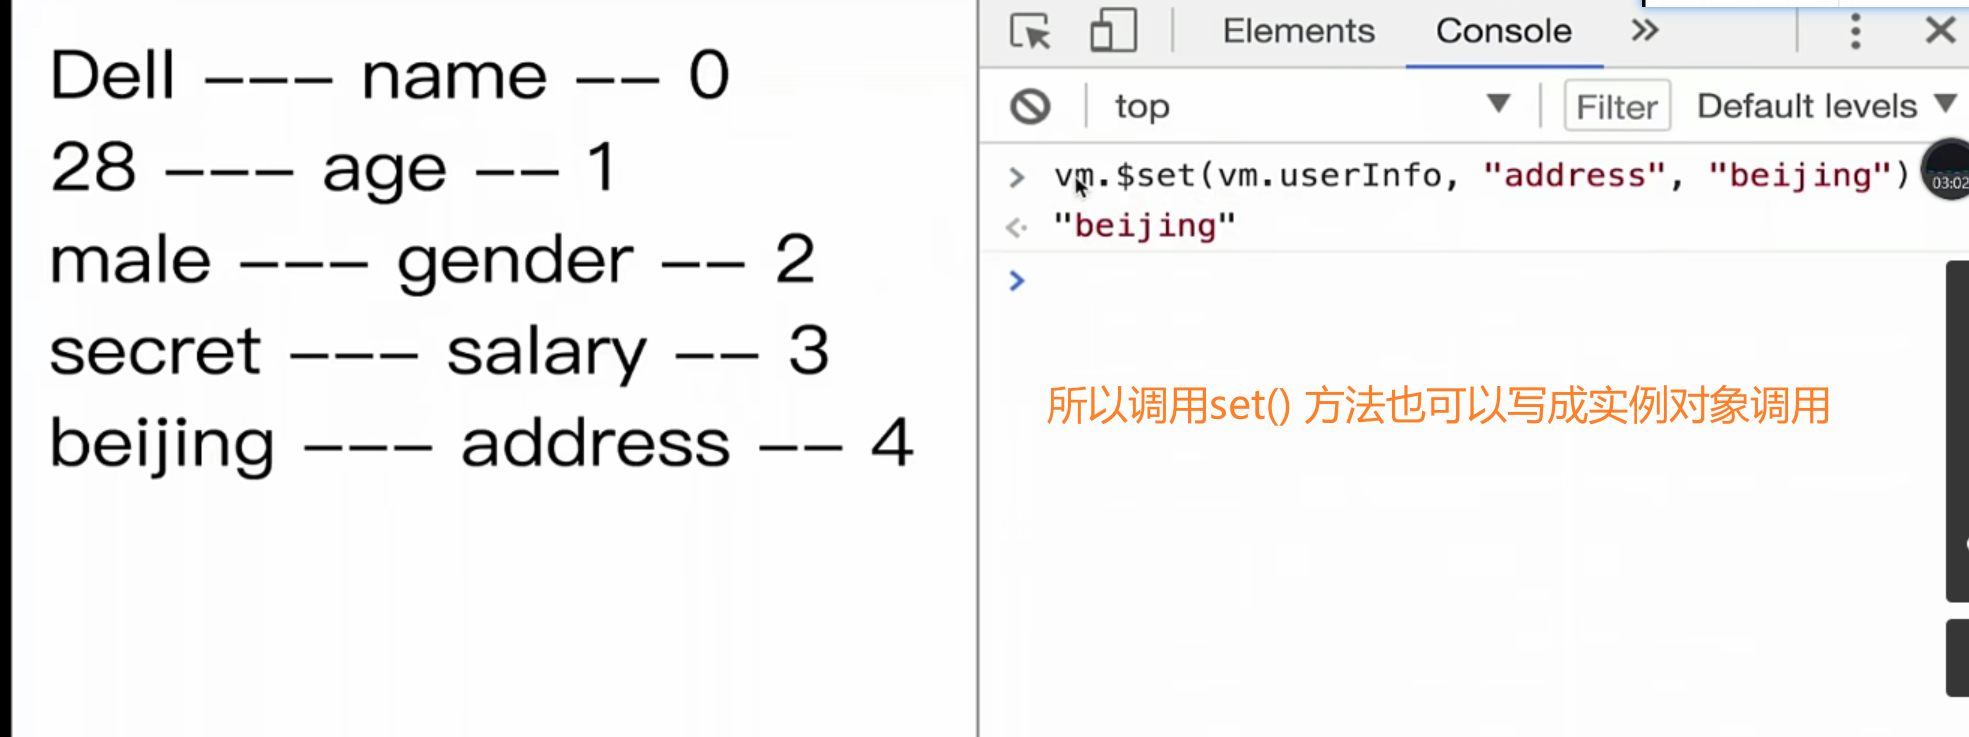 Dell --- name -- 0
28 --- age -- 1
male --- gender -- 2
secret --- salary -- 3
beijing --- address -- 4
Elements Console »
top Filter Default levels
> vm.$set(vm.userInfo, "address", "beijing")
03:02
"beijing"
>
所以调用set() 方法也可以写成实例对象调用